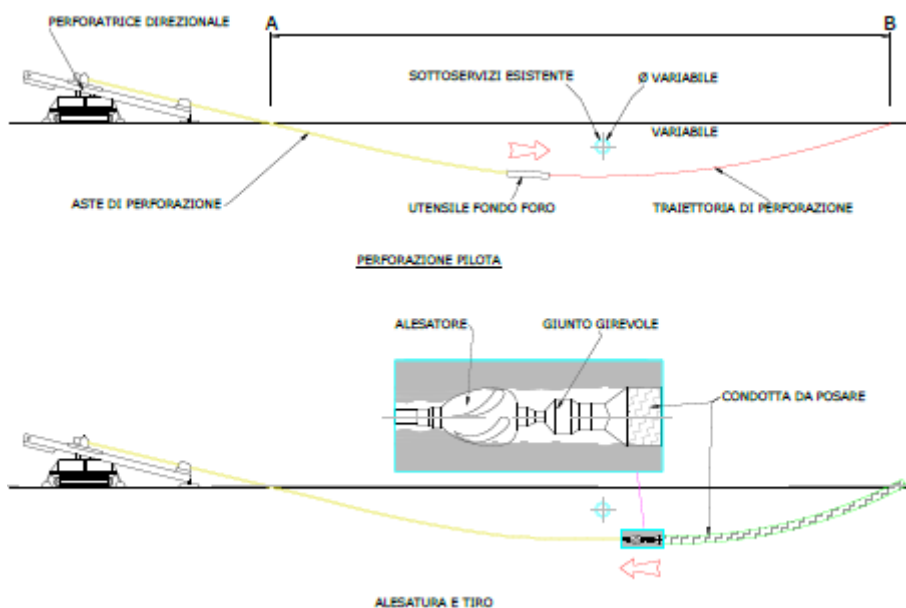 PERFORATRICE DIREZIONALE
A
B
SOTTOSERVIZI ESISTENTE
Ø VARIABILE
VARIABILE
ASTE DI PERFORAZIONE
UTENSILE FONDO FORO
TRAIETTORIA DI PERFORAZIONE
PERFORAZIONE PILOTA
ALESATORE
GIUNTO GIREVOLE
CONDOTTA DA POSARE
ALESATURA E TIRO